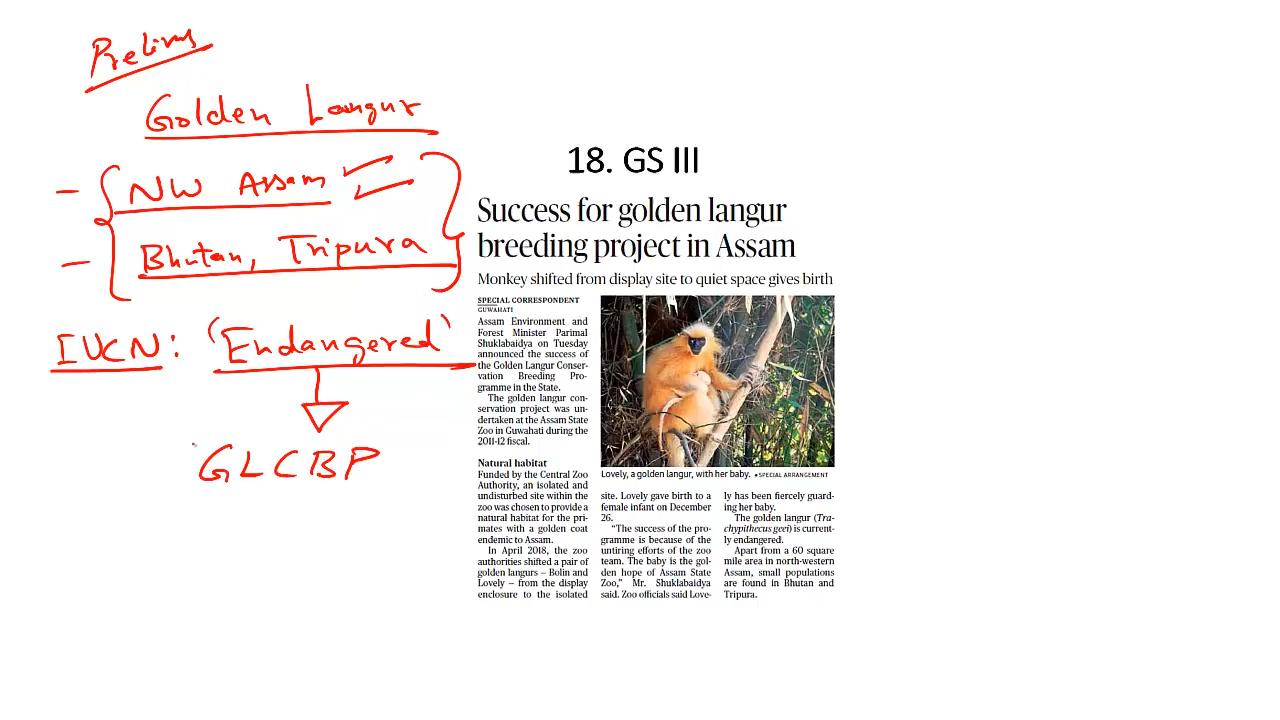 Prelims
Golden Langur
- NW Assam
- Bhutan, Tripura
IUCN: 'Endangered'
GLCBP
18. GS III
Success for golden langur
breeding project in Assam
Monkey shifted from display site to quiet space gives birth
SPECIAL CORRESPONDENT
GUWAHATI
Assam Environment and
Forest Minister Parimal
Shuklabaidya on Tuesday
announced the success of
the Golden Langur Conser-
vation Breeding Pro-
gramme in the State.
The golden langur con-
servation project was un-
dertaken at the Assam State
Zoo in Guwahati during the
2011-12 fiscal.
Natural habitat
Funded by the Central Zoo
Authority, an isolated and
undisturbed site within the
zoo was chosen to provide a
natural habitat for the pri-
mates with a golden coat
endemic to Assam.
In April 2018, the zoo
authorities shifted a pair of
golden langurs – Bolin and
Lovely – from the display
enclosure to the isolated
Lovely, a golden langur, with her baby. •SPECIAL ARRANGEMENT
site. Lovely gave birth to a
female infant on December
26.
"The success of the pro-
gramme is because of the
untiring efforts of the zoo
team. The baby is the gol-
den hope of Assam State
Zoo," Mr. Shuklabaidya
said. Zoo officials said Love-
ly has been fiercely guard-
ing her baby.
The golden langur (Tra-
chypithecus geei) is current-
ly endangered.
Apart from a 60 square
mile area in north-western
Assam, small populations
are found in Bhutan and
Tripura.